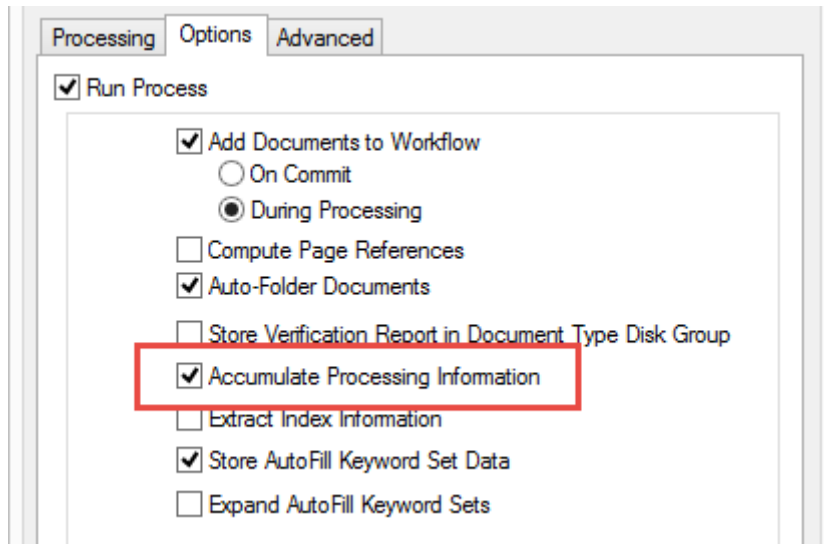 Processing Options Advanced
Run Process
Add Documents to Workflow
On Commit
During Processing
Compute Page References
Auto-Folder Documents
Store Verification Report in Document Type Disk Group
Accumulate Processing Information
Extract Index Information
Store AutoFill Keyword Set Data
Expand AutoFill Keyword Sets